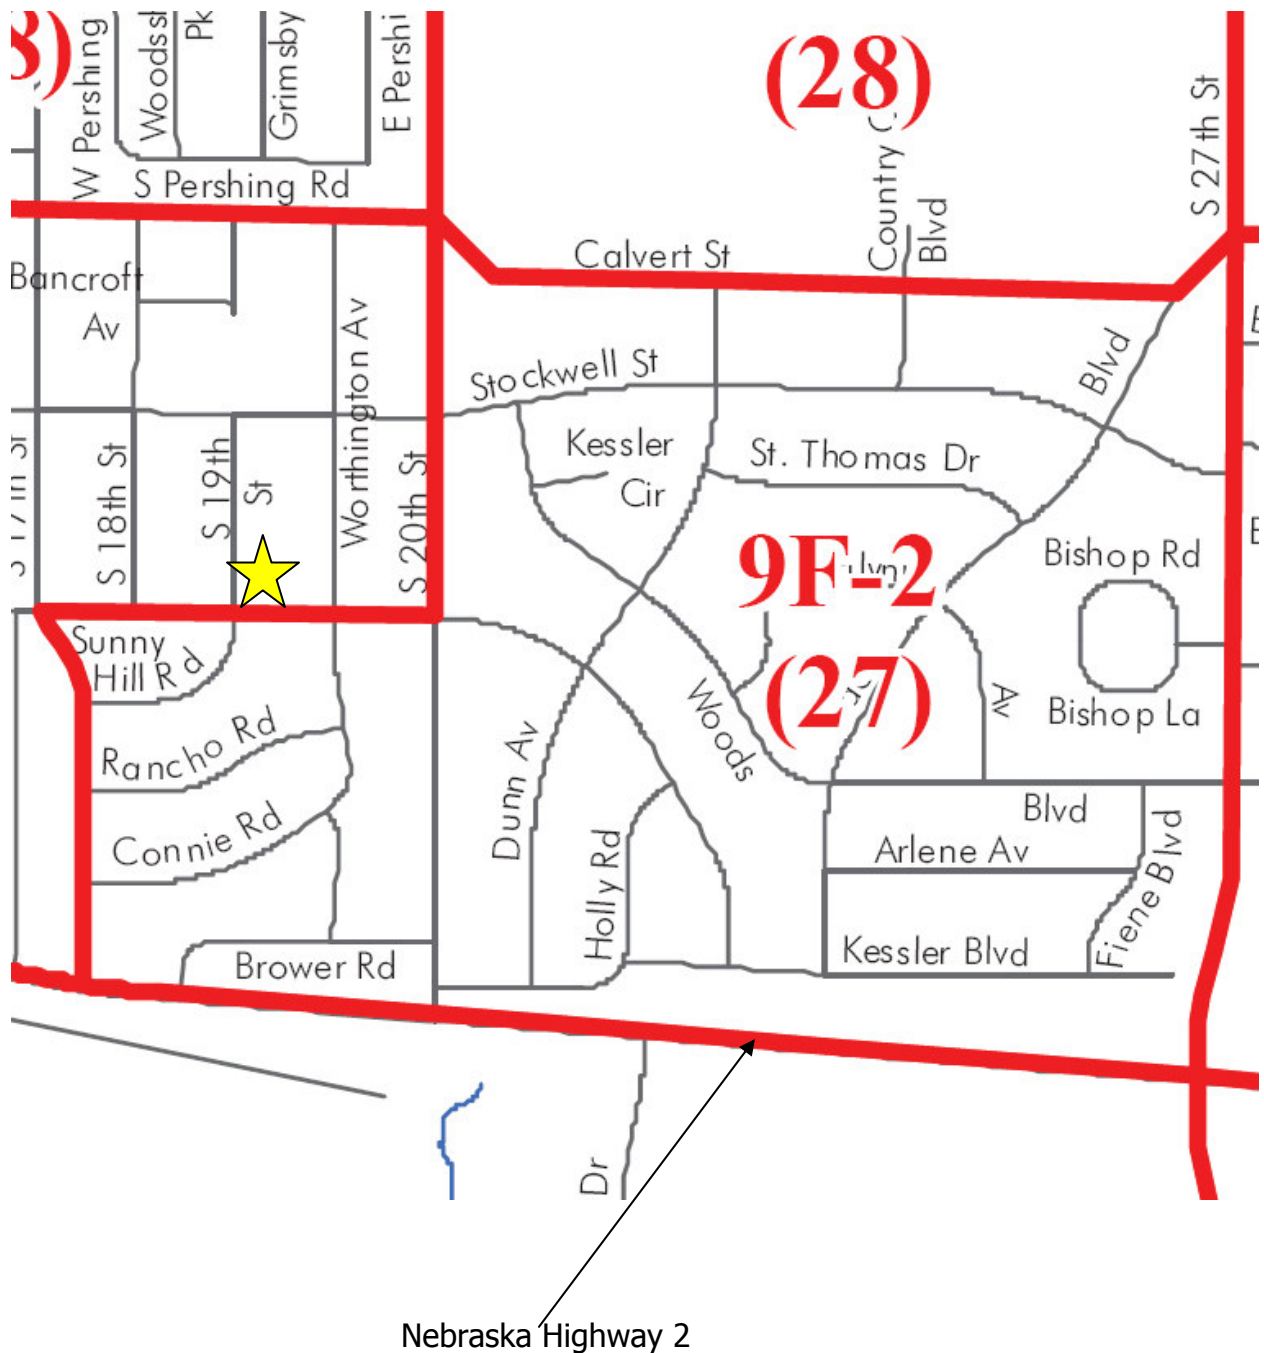 8)
W Pershing
Woodssl
Pk
Grimsby
E Pershi
(28)
S 27th St
S Pershing Rd
Country C
Blvd
Calvert St
Bancroft
Av
Worthington Av
Stockwell St
Blvd
Kessler
Cir
St. Thomas Dr
S 18th St
S 19th
St
S 20th St
9F-2
Bishop Rd
Sunny
Hill Rd
(27)
Woods
Av
Bishop La
Rancho Rd
Dunn Av
Connie Rd
Blvd
Holly Rd
Arlene Av
Fiene Blvd
Brower Rd
Kessler Blvd
Dr
Nebraska Highway 2